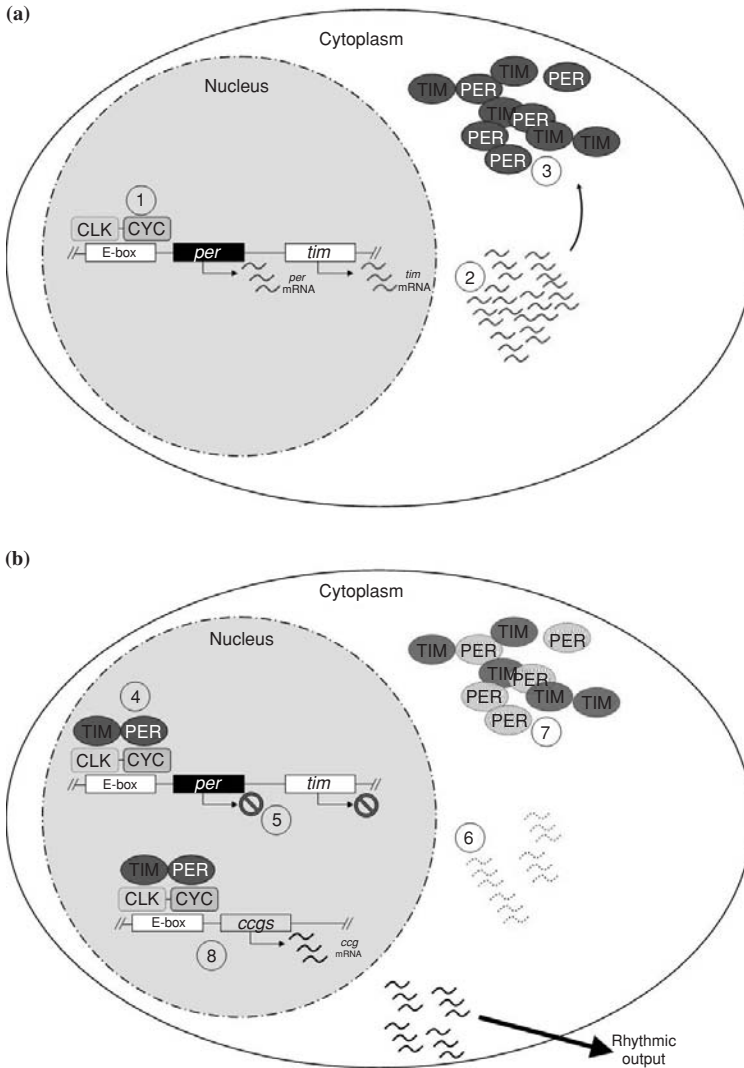 (a)
Cytoplasm
Nucleus
TIM
PER
TIM
PER
TIM
PER
PER
TIM
TIM
PER
3
1
CLK
CYC
E-box
per
tim
per
mRNA
tim
mRNA
2
(b)
Cytoplasm
Nucleus
TIM
PER
TIM
PER
TIM
PER
PER
TIM
TIM
PER
7
4
TIM
PER
CLK
CYC
E-box
per
tim
5
6
TIM
PER
CLK
CYC
E-box
ccgs
ccg
mRNA
8
Rhythmic
output